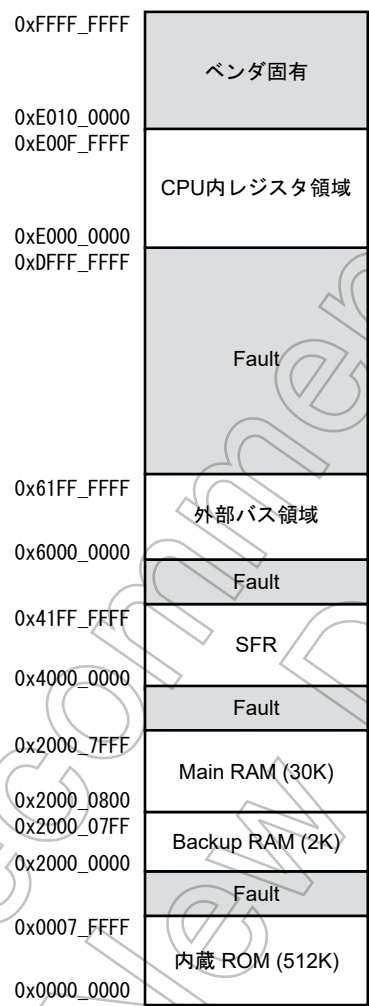 0xFFFF_FFFF
ベンダ固有
0xE010_0000
0xE00F_FFFF
CPU内レジスタ領域
0xE000_0000
0xDFFF_FFFF
Fault
0x61FF_FFFF
外部バス領域
0x6000_0000
Fault
0x41FF_FFFF
SFR
0x4000_0000
Fault
0x2000_7FFF
Main RAM (30K)
0x2000_0800
0x2000_07FF
Backup RAM (2K)
0x2000_0000
Fault
0x0007_FFFF
内蔵 ROM (512K)
0x0000_0000